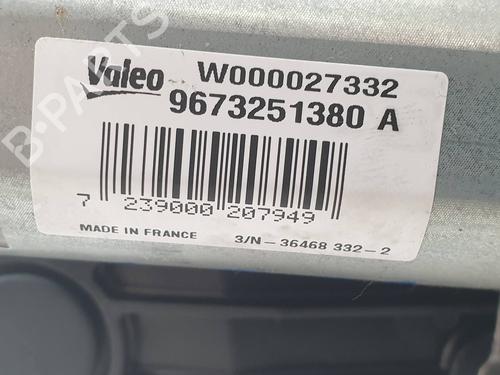 Valeo W000027332
9673251380 A
7 239000 207949
MADE IN FRANCE 3/N-36468 332-2
B-PARTS